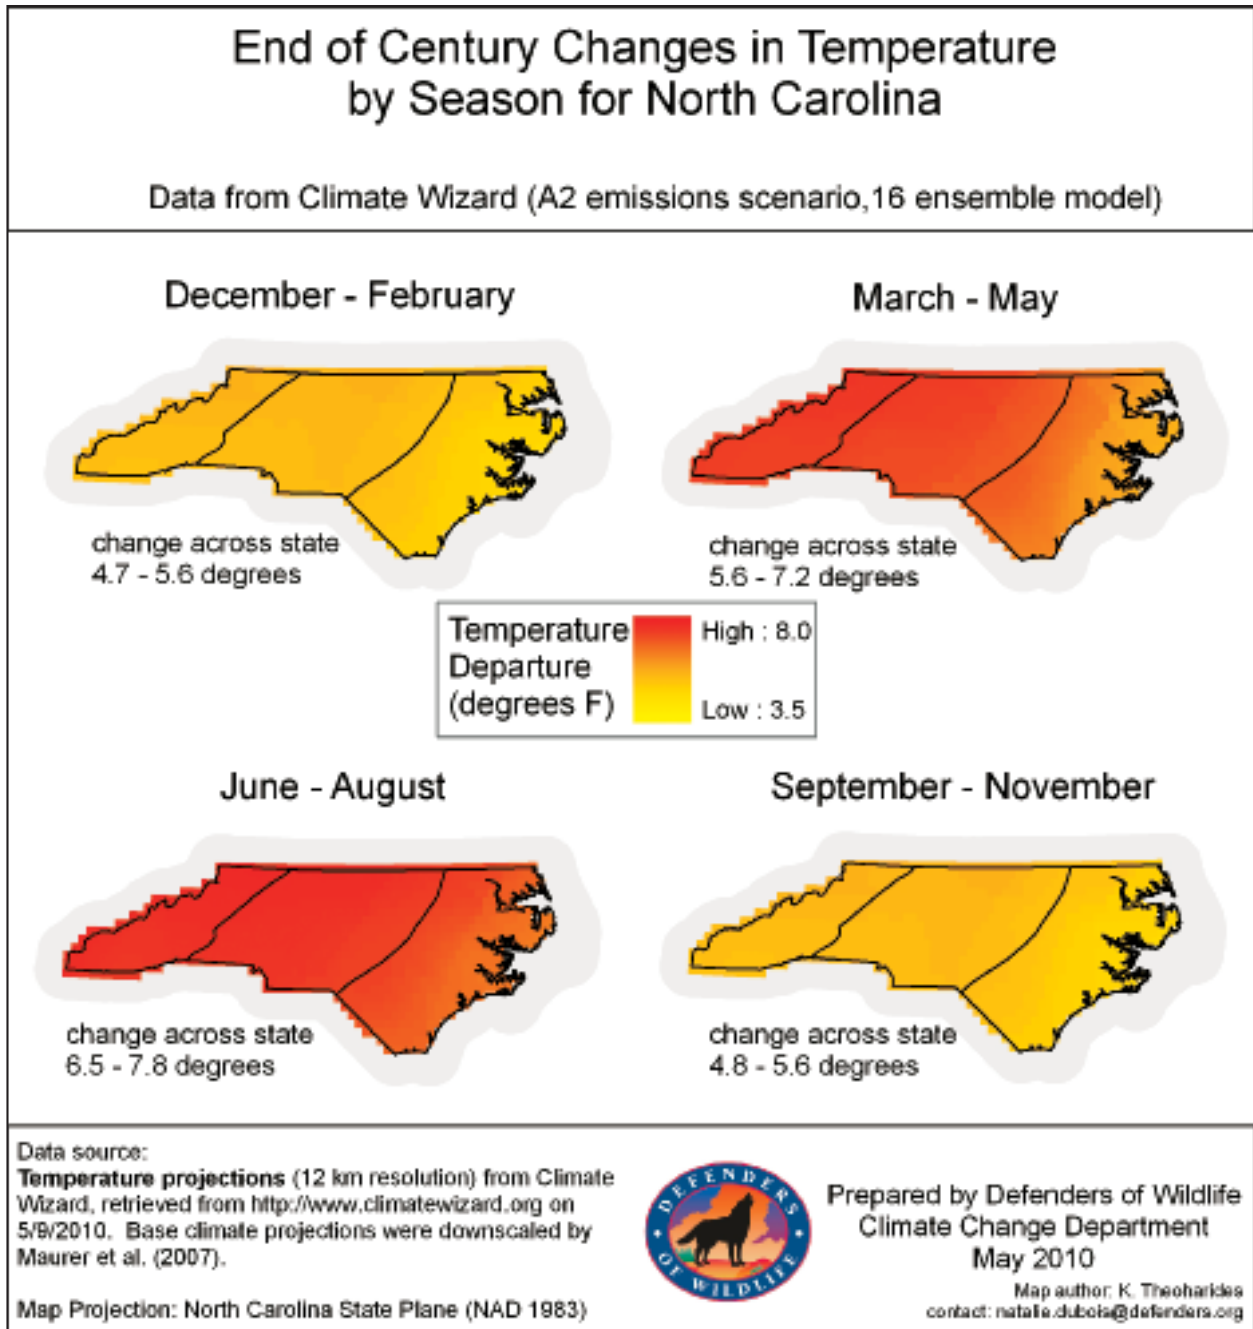 End of Century Changes in Temperature
by Season for North Carolina
Data from Climate Wizard (A2 emissions scenario,16 ensemble model)
December - February
change across state
4.7 - 5.6 degrees
March - May
change across state
5.6 - 7.2 degrees
Temperature
Departure
(degrees F)
High : 8.0
Low : 3.5
June - August
change across state
6.5 - 7.8 degrees
September - November
change across state
4.8 - 5.6 degrees
Data source:
Temperature projections (12 km resolution) from Climate
Wizard, retrieved from http://www.climatewizard.org on
5/9/2010.  Base climate projections were downscaled by
Maurer et al. (2007).
Map Projection: North Carolina State Plane (NAD 1983)
DEFENDERS
OF WILDLIFE
Prepared by Defenders of Wildlife
Climate Change Department
May 2010
Map author: K. Theoharides
contact: natalie.dubois@defenders.org